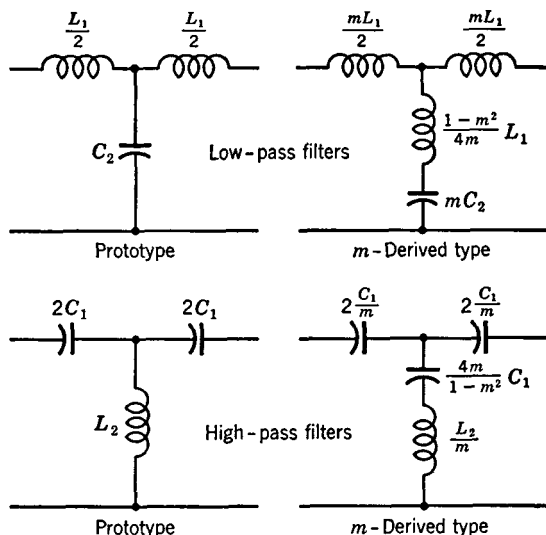 L₁/2 L₁/2 mL₁/2 mL₁/2
C₂ (1 − m²)/4m L₁
Low-pass filters
mC₂
Prototype m-Derived type
2C₁ 2C₁ 2 C₁/m 2 C₁/m
4m/(1 − m²) C₁
L₂ L₂/m
High-pass filters
Prototype m-Derived type